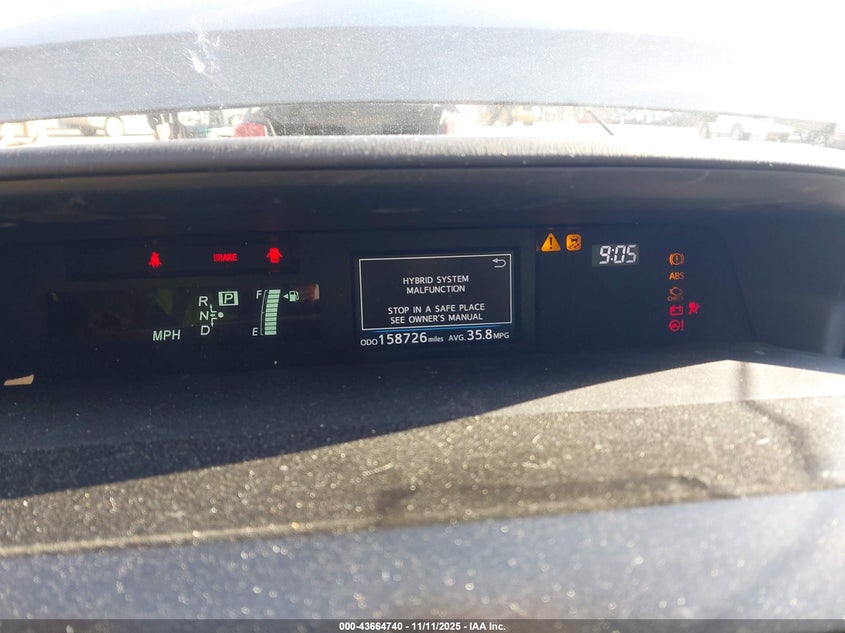 BRAKE
9:05
ABS
CHECK
HYBRID SYSTEM
MALFUNCTION
STOP IN A SAFE PLACE
SEE OWNER'S MANUAL
ODO 158726 miles AVG. 35.8 MPG
R P
N
D
MPH
F
E
000-43664740 - 11/11/2025 - IAA Inc.